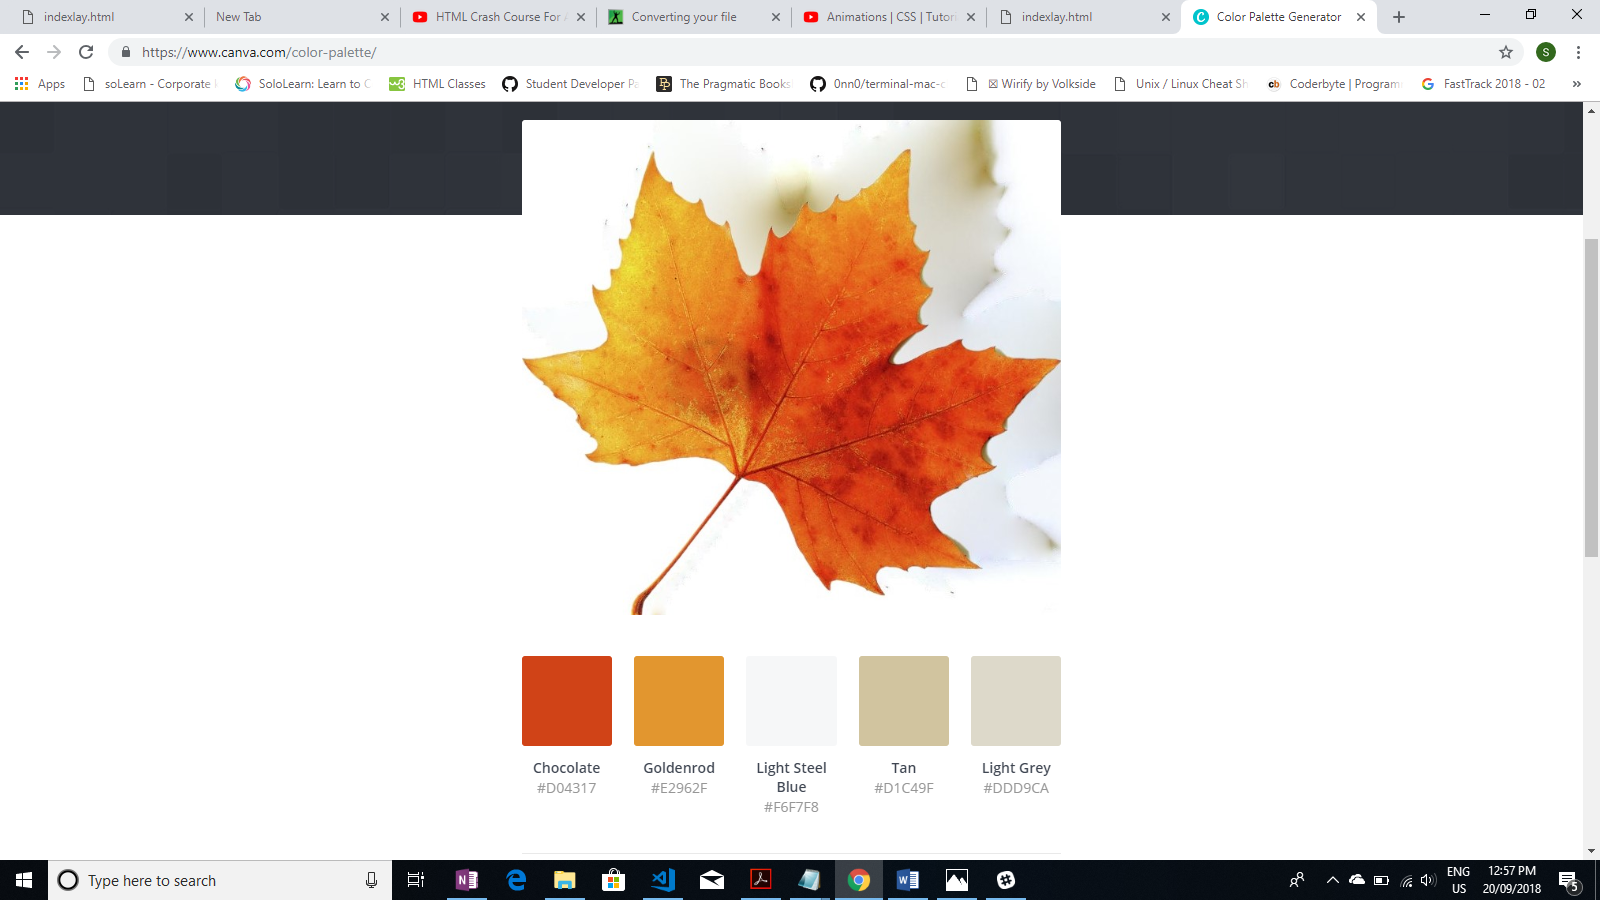 indexlay.html
New Tab
HTML Crash Course For
Converting your file
Animations | CSS | Tutori
indexlay.html
Color Palette Generator
https://www.canva.com/color-palette/
S
Apps
soLearn - Corporate
SoloLearn: Learn to C
HTML Classes
Student Developer Pa
The Pragmatic Books
0nn0/terminal-mac-c
Wirify by Volkside
Unix / Linux Cheat Sh
Coderbyte | Program
FastTrack 2018 - 02
Chocolate
#D04317
Goldenrod
#E2962F
Light Steel
Blue
#F6F7F8
Tan
#D1C49F
Light Grey
#DDD9CA
Type here to search
ENG
US
12:57 PM
20/09/2018
5